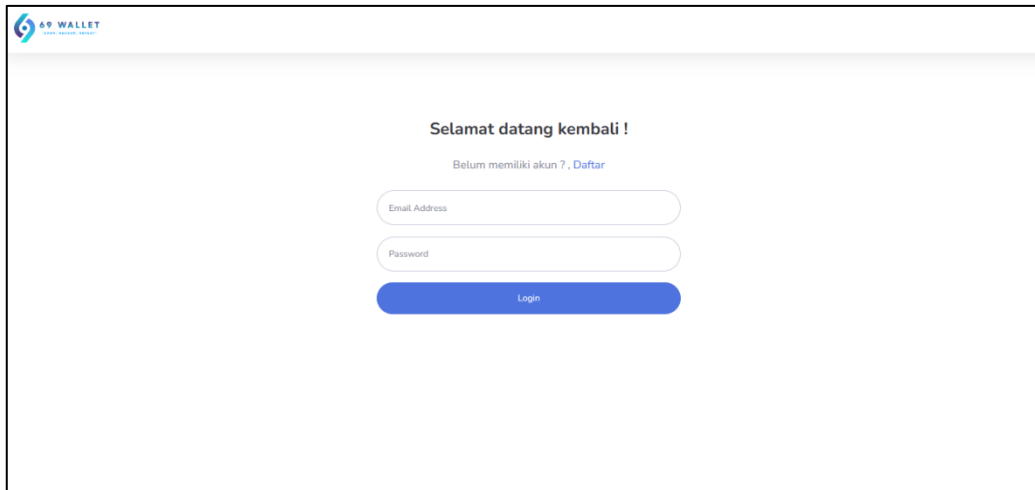 69 WALLET
Selamat datang kembali !
Belum memiliki akun ? , Daftar
Email Address
Password
Login